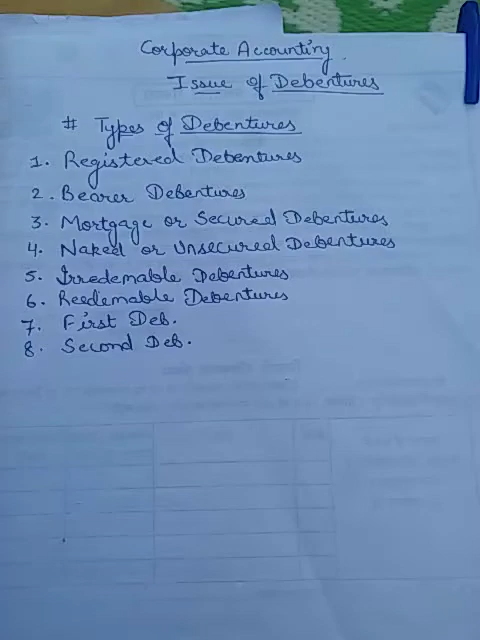 Corporate Accounting.
Issue of Debentures
# Types of Debentures
1. Registered Debentures
2. Bearer Debentures
3. Mortgage or Secured Debentures
4. Naked or Unsecured Debentures
5. Irredemable Debentures
6. Reedemable Debentures
7. First Deb.
8. Second Deb.